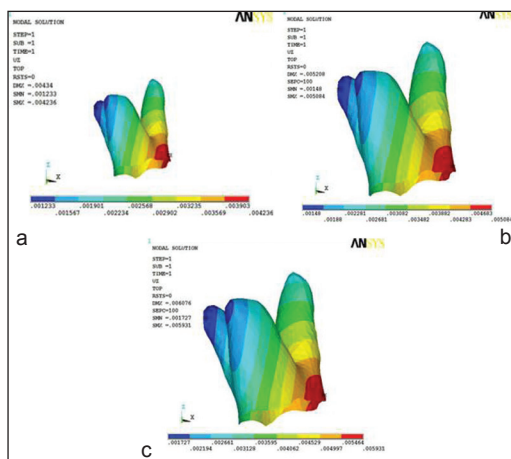 1
ANSYS
NODAL SOLUTION
STEP=1
SUB =1
TIME=1
UZ
TOP
RSYS=0
DMX =.00434
SMN =.001233
SMX =.004236
Z
X
.001233 .001901 .002568 .003235 .003903
.001567 .002234 .002902 .003569 .004236
a
1
ANSYS
NODAL SOLUTION
STEP=1
SUB =1
TIME=1
UZ
TOP
RSYS=0
DMX =.005208
SEPC=100
SMN =.00148
SMX =.005084
Z
X
.00148 .002281 .003082 .003882 .004683
.00188 .002681 .003482 .004283 .005084
b
1
ANSYS
NODAL SOLUTION
STEP=1
SUB =1
TIME=1
UZ
TOP
RSYS=0
DMX =.006076
SEPC=100
SMN =.001727
SMX =.005931
Z
X
.001727 .002661 .003595 .004529 .005464
.002194 .003128 .004062 .004997 .005931
c